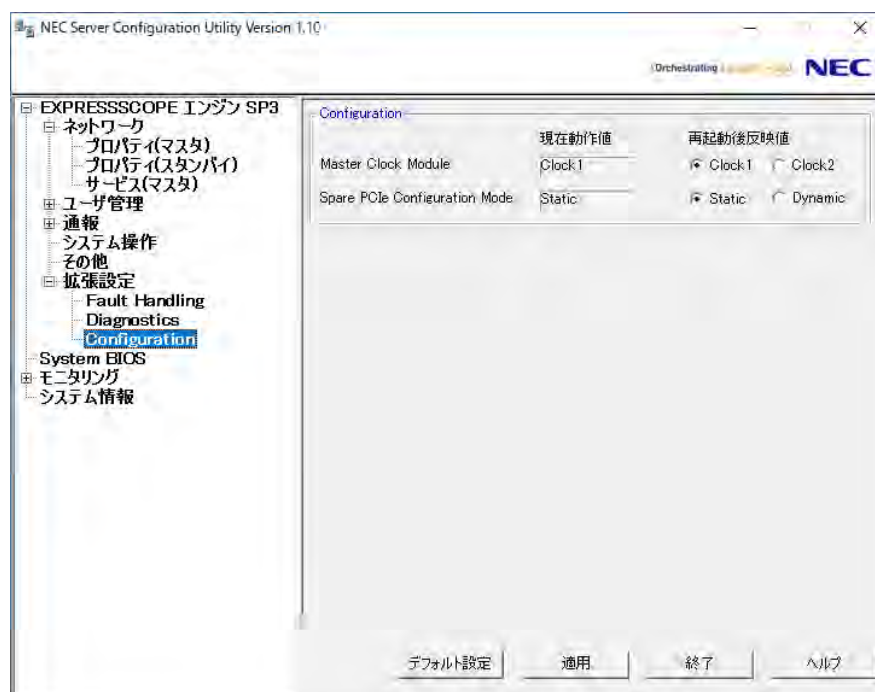 NEC Server Configuration Utility Version 1.10
Orchestrating
NEC
EXPRESSSCOPE エンジン SP3
ネットワーク
プロパティ(マスタ)
プロパティ(スタンバイ)
サービス(マスタ)
ユーザ管理
通報
システム操作
その他
拡張設定
Fault Handling
Diagnostics
Configuration
System BIOS
モニタリング
システム情報
Configuration
現在動作値 再起動後反映値
Master Clock Module Clock1 Clock1 Clock2
Spare PCIe Configuration Mode Static Static Dynamic
デフォルト設定 適用 終了 ヘルプ